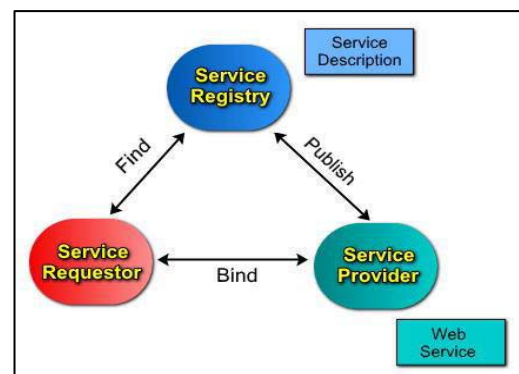 Service
Description
Service
Registry
Find
Publish
Service
Requestor
Bind
Service
Provider
Web
Service